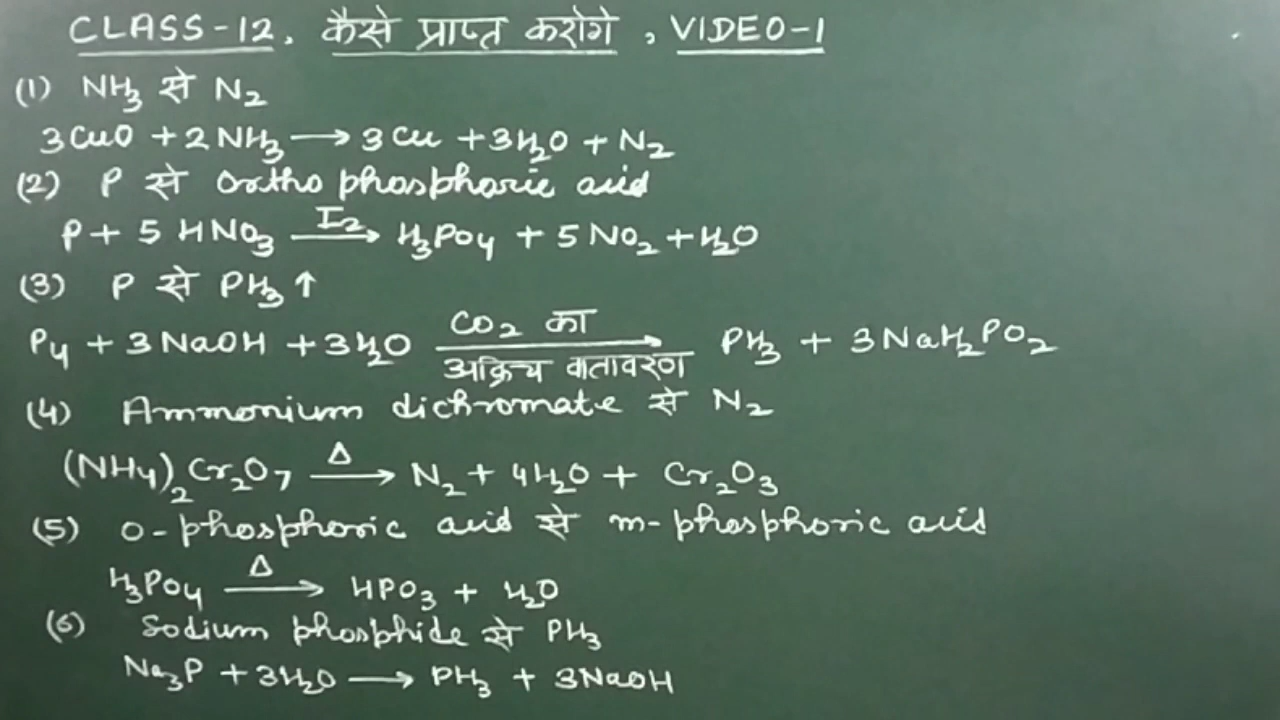 CLASS-12, कैसे प्राप्त करोगे, VIDEO-1
(1) NH₃ से N₂
3CuO + 2NH₃ ⟶ 3Cu + 3H₂O + N₂
(2) P से Ortho phosphoric acid
P + 5HNO₃ —I₂→ H₃PO₄ + 5NO₂ + H₂O
(3) P से PH₃ ↑
P₄ + 3NaOH + 3H₂O —CO₂ का अक्रिय वातावरण→ PH₃ + 3NaH₂PO₂
(4) Ammonium dichromate से N₂
(NH₄)₂Cr₂O₇ —Δ→ N₂ + 4H₂O + Cr₂O₃
(5) O-phosphoric acid से m-phosphoric acid
H₃PO₄ —Δ→ HPO₃ + H₂O
(6) Sodium phosphide से PH₃
Na₃P + 3H₂O ⟶ PH₃ + 3NaOH